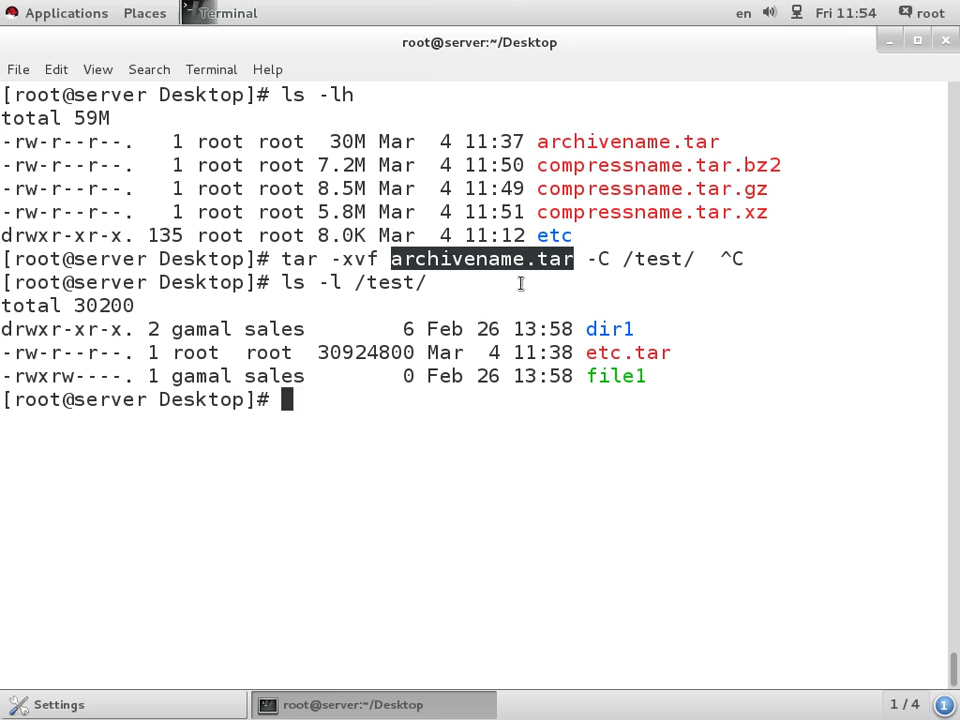 Applications Places Terminal en Fri 11:54 root
root@server:~/Desktop
File Edit View Search Terminal Help
[root@server Desktop]# ls -lh
total 59M
-rw-r--r--. 1 root root 30M Mar 4 11:37 archivename.tar
-rw-r--r--. 1 root root 7.2M Mar 4 11:50 compressname.tar.bz2
-rw-r--r--. 1 root root 8.5M Mar 4 11:49 compressname.tar.gz
-rw-r--r--. 1 root root 5.8M Mar 4 11:51 compressname.tar.xz
drwxr-xr-x. 135 root root 8.0K Mar 4 11:12 etc
[root@server Desktop]# tar -xvf archivename.tar -C /test/ ^C
[root@server Desktop]# ls -l /test/
total 30200
drwxr-xr-x. 2 gamal sales 6 Feb 26 13:58 dir1
-rw-r--r--. 1 root root 30924800 Mar 4 11:38 etc.tar
-rwxrw----. 1 gamal sales 0 Feb 26 13:58 file1
[root@server Desktop]#
Settings root@server:~/Desktop 1 / 4 1